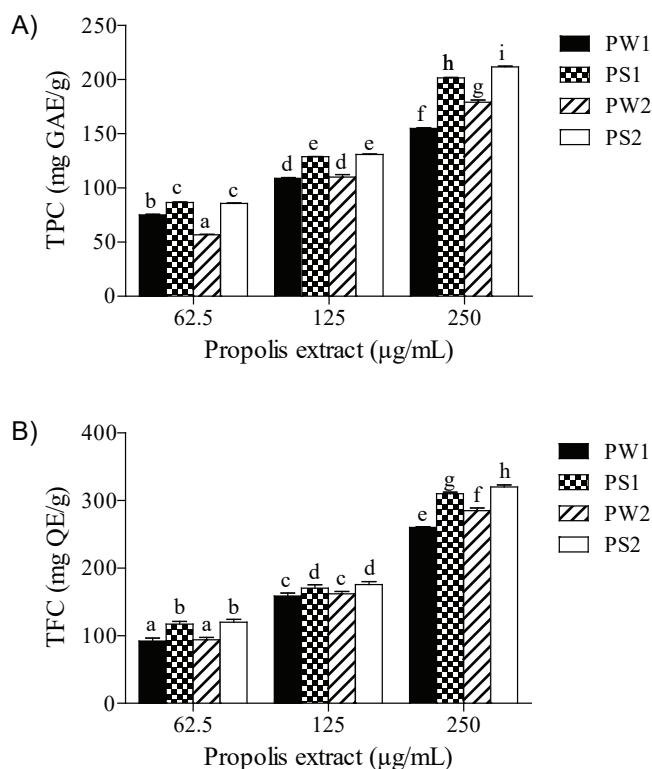 A)
TPC (mg GAE/g)
250
200
150
100
50
0
b c a c
d e d e
f h g i
62.5 125 250
Propolis extract (µg/mL)
PW1
PS1
PW2
PS2
B)
TFC (mg QE/g)
400
300
200
100
0
a b a b
c d c d
e g f h
62.5 125 250
Propolis extract (µg/mL)
PW1
PS1
PW2
PS2